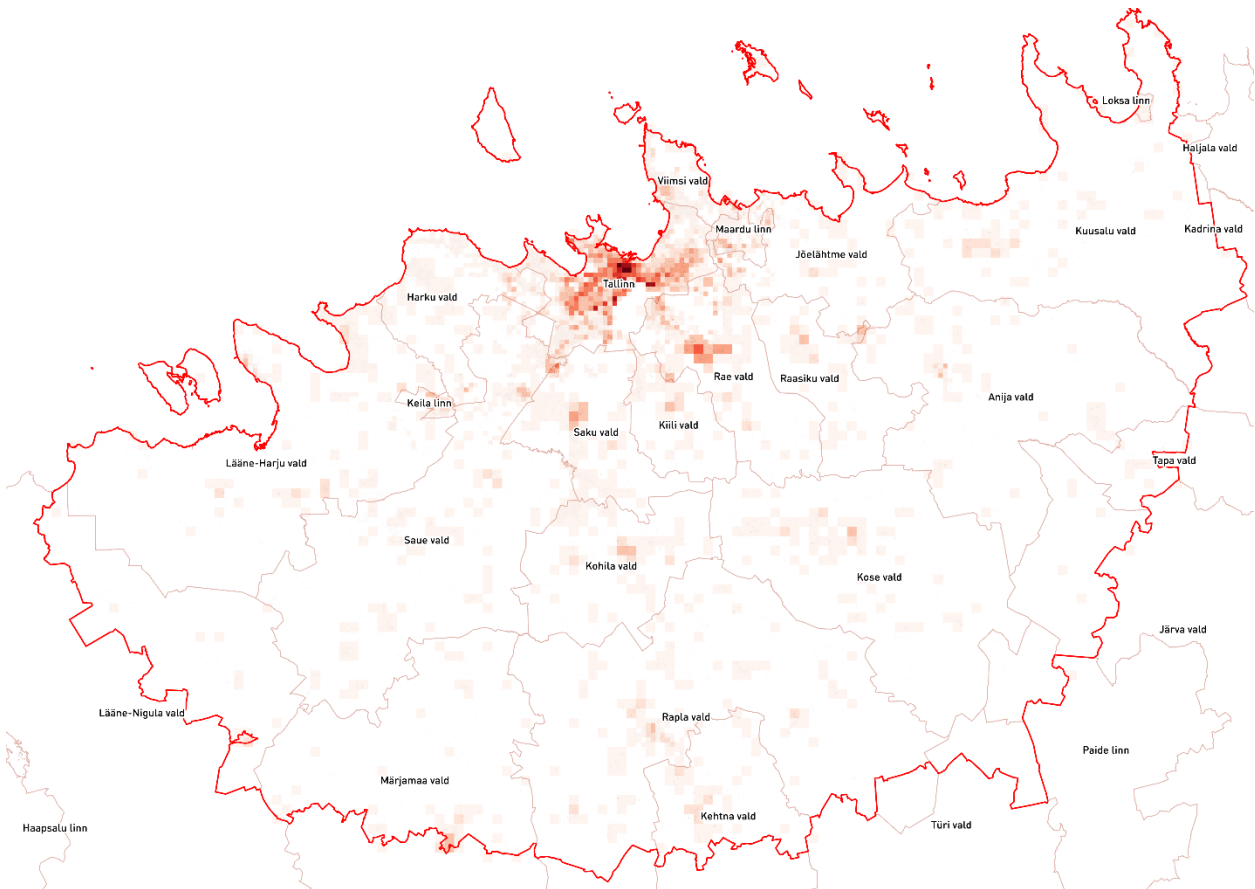 Loksa linn
Haljala vald
Viimsi vald
Maardu linn
Kuusalu vald
Kadrina vald
Jõelähtme vald
Tallinn
Harku vald
Rae vald
Raasiku vald
Anija vald
Keila linn
Saku vald
Kiili vald
Lääne-Harju vald
Tapa vald
Saue vald
Kohila vald
Kose vald
Järva vald
Lääne-Nigula vald
Rapla vald
Paide linn
Märjamaa vald
Kehtna vald
Türi vald
Haapsalu linn